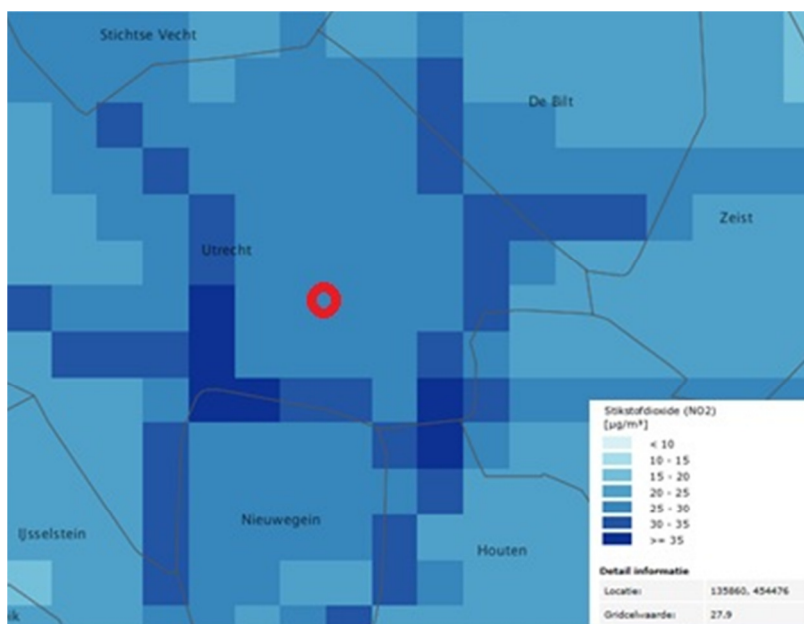 Stichtse Vecht
De Bilt
Zeist
Utrecht
Nieuwegein
IJsselstein
Houten
ik
Stikstofdioxide (NO2)
[µg/m³]
< 10
10 - 15
15 - 20
20 - 25
25 - 30
30 - 35
>= 35
Detail informatie
Locatie: 135860, 454476
Gridcelwaarde: 27.9